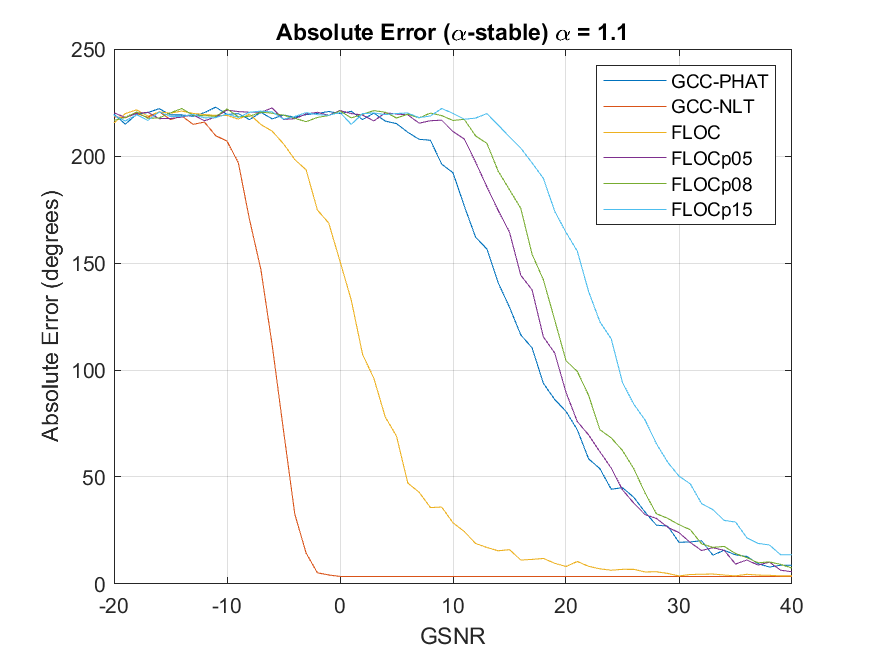 Absolute Error (α-stable) α = 1.1
250
200
150
100
50
0
Absolute Error (degrees)
-20
-10
0
10
20
30
40
GSNR
GCC-PHAT
GCC-NLT
FLOC
FLOCp05
FLOCp08
FLOCp15